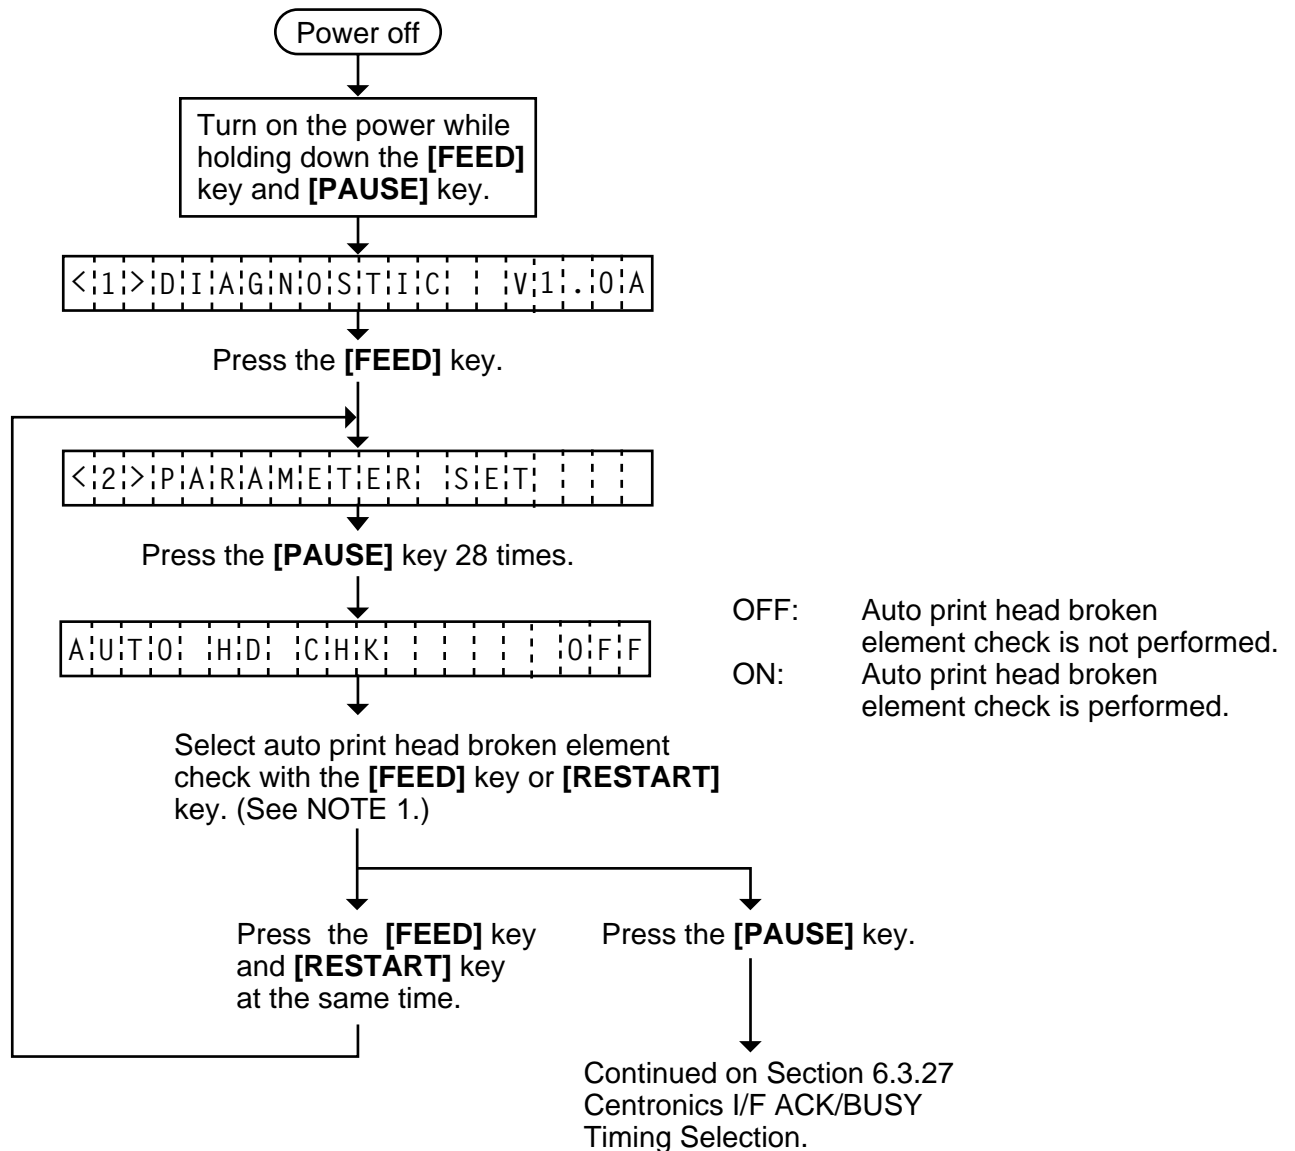 Power off
Turn on the power while
holding down the [FEED]
key and [PAUSE] key.
<1>DIAGNOSTIC  V1.0A
Press the [FEED] key.
<2>PARAMETER SET
Press the [PAUSE] key 28 times.
AUTO HD CHK      OFF
OFF: Auto print head broken
element check is not performed.
ON: Auto print head broken
element check is performed.
Select auto print head broken element
check with the [FEED] key or [RESTART]
key. (See NOTE 1.)
Press the [FEED] key
and [RESTART] key
at the same time.
Press the [PAUSE] key.
Continued on Section 6.3.27
Centronics I/F ACK/BUSY
Timing Selection.